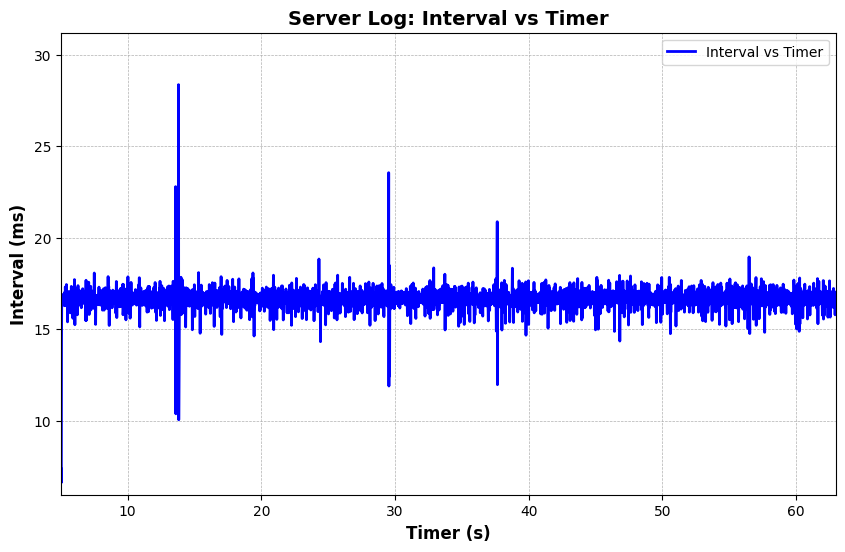 Server Log: Interval vs Timer
Interval vs Timer
30
25
20
15
10
Interval (ms)
10 20 30 40 50 60
Timer (s)